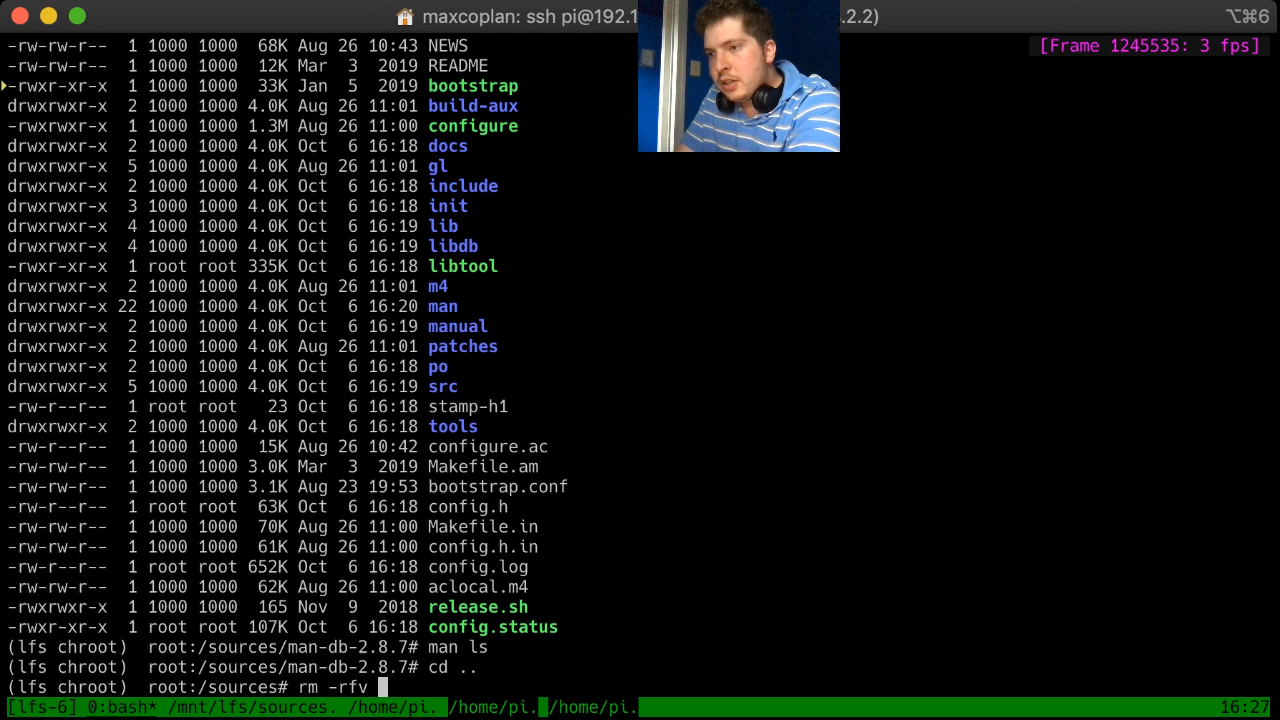 maxcoplan: ssh pi@192.1 .2.2) ⌥⌘6
-rw-rw-r-- 1 1000 1000 68K Aug 26 10:43 NEWS [Frame 1245535: 3 fps]
-rw-rw-r-- 1 1000 1000 12K Mar 3 2019 README
-rwxr-xr-x 1 1000 1000 33K Jan 5 2019 bootstrap
drwxrwxr-x 2 1000 1000 4.0K Aug 26 11:01 build-aux
-rwxrwxr-x 1 1000 1000 1.3M Aug 26 11:00 configure
drwxrwxr-x 2 1000 1000 4.0K Oct 6 16:18 docs
drwxrwxr-x 5 1000 1000 4.0K Aug 26 11:01 gl
drwxrwxr-x 2 1000 1000 4.0K Oct 6 16:18 include
drwxrwxr-x 3 1000 1000 4.0K Oct 6 16:18 init
drwxrwxr-x 4 1000 1000 4.0K Oct 6 16:19 lib
drwxrwxr-x 4 1000 1000 4.0K Oct 6 16:19 libdb
-rwxr-xr-x 1 root root 335K Oct 6 16:18 libtool
drwxrwxr-x 2 1000 1000 4.0K Aug 26 11:01 m4
drwxrwxr-x 22 1000 1000 4.0K Oct 6 16:20 man
drwxrwxr-x 2 1000 1000 4.0K Oct 6 16:19 manual
drwxrwxr-x 2 1000 1000 4.0K Aug 26 11:01 patches
drwxrwxr-x 2 1000 1000 4.0K Oct 6 16:18 po
drwxrwxr-x 5 1000 1000 4.0K Oct 6 16:19 src
-rw-r--r-- 1 root root 23 Oct 6 16:18 stamp-h1
drwxrwxr-x 2 1000 1000 4.0K Oct 6 16:18 tools
-rw-r--r-- 1 1000 1000 15K Aug 26 10:42 configure.ac
-rw-rw-r-- 1 1000 1000 3.0K Mar 3 2019 Makefile.am
-rw-rw-r-- 1 1000 1000 3.1K Aug 23 19:53 bootstrap.conf
-rw-r--r-- 1 root root 63K Oct 6 16:18 config.h
-rw-rw-r-- 1 1000 1000 70K Aug 26 11:00 Makefile.in
-rw-rw-r-- 1 1000 1000 61K Aug 26 11:00 config.h.in
-rw-r--r-- 1 root root 652K Oct 6 16:18 config.log
-rw-rw-r-- 1 1000 1000 62K Aug 26 11:00 aclocal.m4
-rwxrwxr-x 1 1000 1000 165 Nov 9 2018 release.sh
-rwxr-xr-x 1 root root 107K Oct 6 16:18 config.status
(lfs chroot) root:/sources/man-db-2.8.7# man ls
(lfs chroot) root:/sources/man-db-2.8.7# cd ..
(lfs chroot) root:/sources# rm -rfv
[lfs-6] 0:bash* /mnt/lfs/sources. /home/pi. /home/pi. /home/pi. 16:27